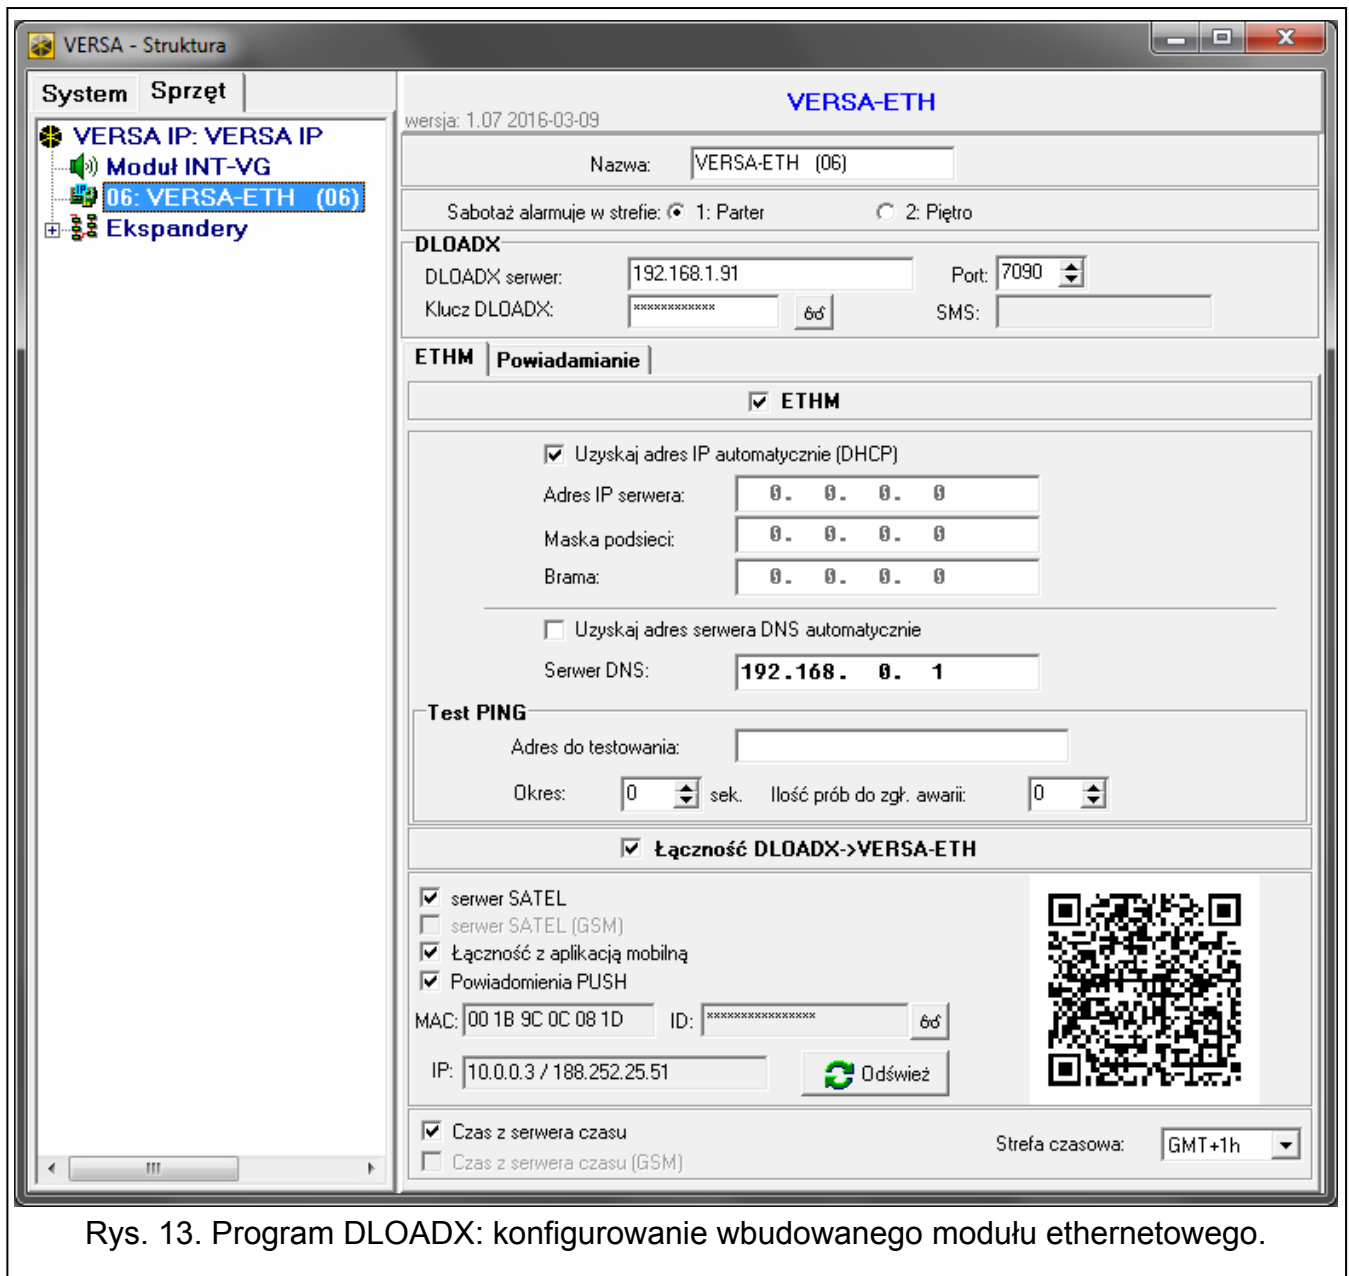 VERSA - Struktura
System Sprzęt
VERSA IP: VERSA IP
Moduł INT-VG
06: VERSA-ETH (06)
Ekspandery
VERSA-ETH
wersja: 1.07 2016-03-09
Nazwa: VERSA-ETH (06)
Sabotaż alarmuje w strefie: 1: Parter 2: Piętro
DLOADX
DLOADX serwer: 192.168.1.91 Port: 7090
Klucz DLOADX: ************ SMS:
ETHM Powiadamianie
ETHM
Uzyskaj adres IP automatycznie (DHCP)
Adres IP serwera: 0. 0. 0. 0
Maska podsieci: 0. 0. 0. 0
Brama: 0. 0. 0. 0
Uzyskaj adres serwera DNS automatycznie
Serwer DNS: 192.168. 0. 1
Test PING
Adres do testowania:
Okres: 0 sek. Ilość prób do zgł. awarii: 0
Łączność DLOADX->VERSA-ETH
serwer SATEL
serwer SATEL (GSM)
Łączność z aplikacją mobilną
Powiadomienia PUSH
MAC: 00 1B 9C 0C 08 1D ID: ****************
IP: 10.0.0.3 / 188.252.25.51 Odśwież
Czas z serwera czasu
Czas z serwera czasu (GSM)
Strefa czasowa: GMT+1h
Rys. 13. Program DLOADX: konfigurowanie wbudowanego modułu ethernetowego.